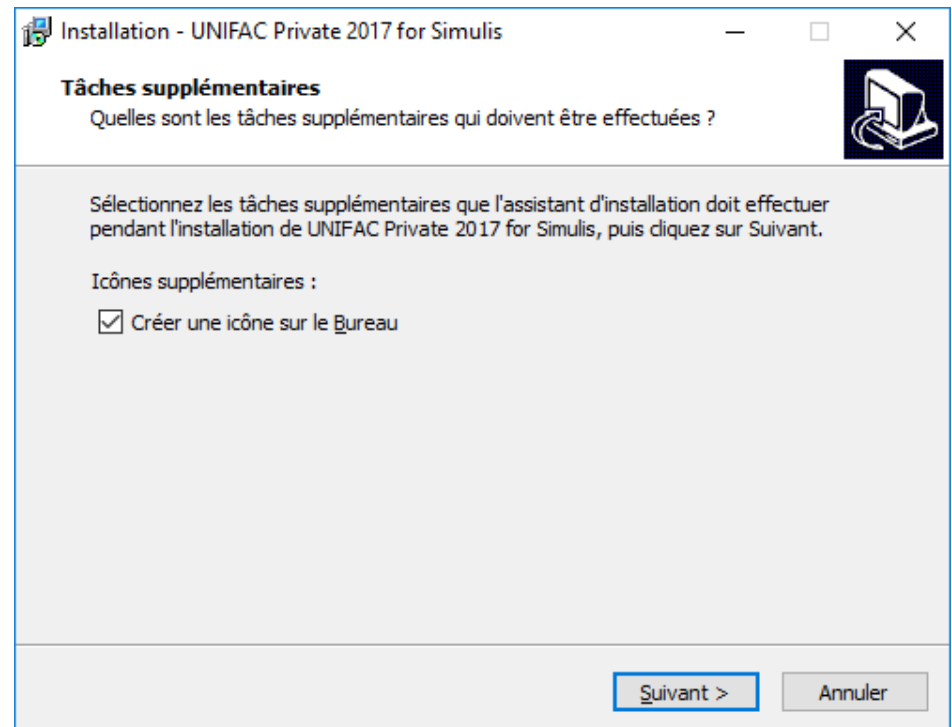 Installation - UNIFAC Private 2017 for Simulis
Tâches supplémentaires
Quelles sont les tâches supplémentaires qui doivent être effectuées ?
Sélectionnez les tâches supplémentaires que l'assistant d'installation doit effectuer
pendant l'installation de UNIFAC Private 2017 for Simulis, puis cliquez sur Suivant.
Icônes supplémentaires :
Créer une icône sur le Bureau
Suivant >
Annuler